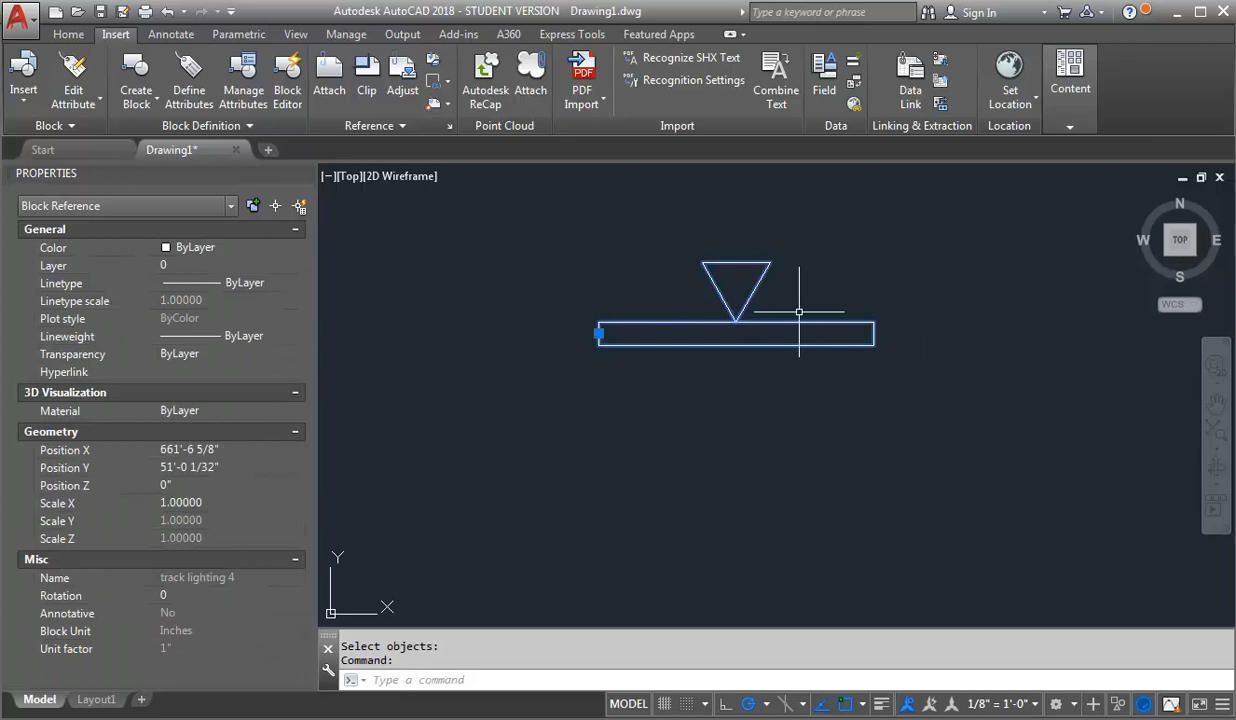 A Autodesk AutoCAD 2018 - STUDENT VERSION Drawing1.dwg Type a keyword or phrase Sign In
Home Insert Annotate Parametric View Manage Output Add-ins A360 Express Tools Featured Apps
Insert Edit Attribute Create Block Define Attributes Manage Attributes Block Editor Attach Clip Adjust Autodesk ReCap Attach PDF Import Recognize SHX Text Recognition Settings Combine Text Field Data Link Set Location Content
Block Block Definition Reference Point Cloud Import Data Linking & Extraction Location
Start Drawing1*
PROPERTIES
[−][Top][2D Wireframe]
Block Reference
General
Color ByLayer
Layer 0
Linetype ByLayer
Linetype scale 1.00000
Plot style ByColor
Lineweight ByLayer
Transparency ByLayer
Hyperlink
3D Visualization
Material ByLayer
Geometry
Position X 661'-6 5/8"
Position Y 51'-0 1/32"
Position Z 0"
Scale X 1.00000
Scale Y 1.00000
Scale Z 1.00000
Misc
Name track lighting 4
Rotation 0
Annotative No
Block Unit Inches
Unit factor 1"
N
W TOP E
S
WCS
Y
X
Select objects:
Command:
Type a command
Model Layout1
MODEL 1/8" = 1'-0"